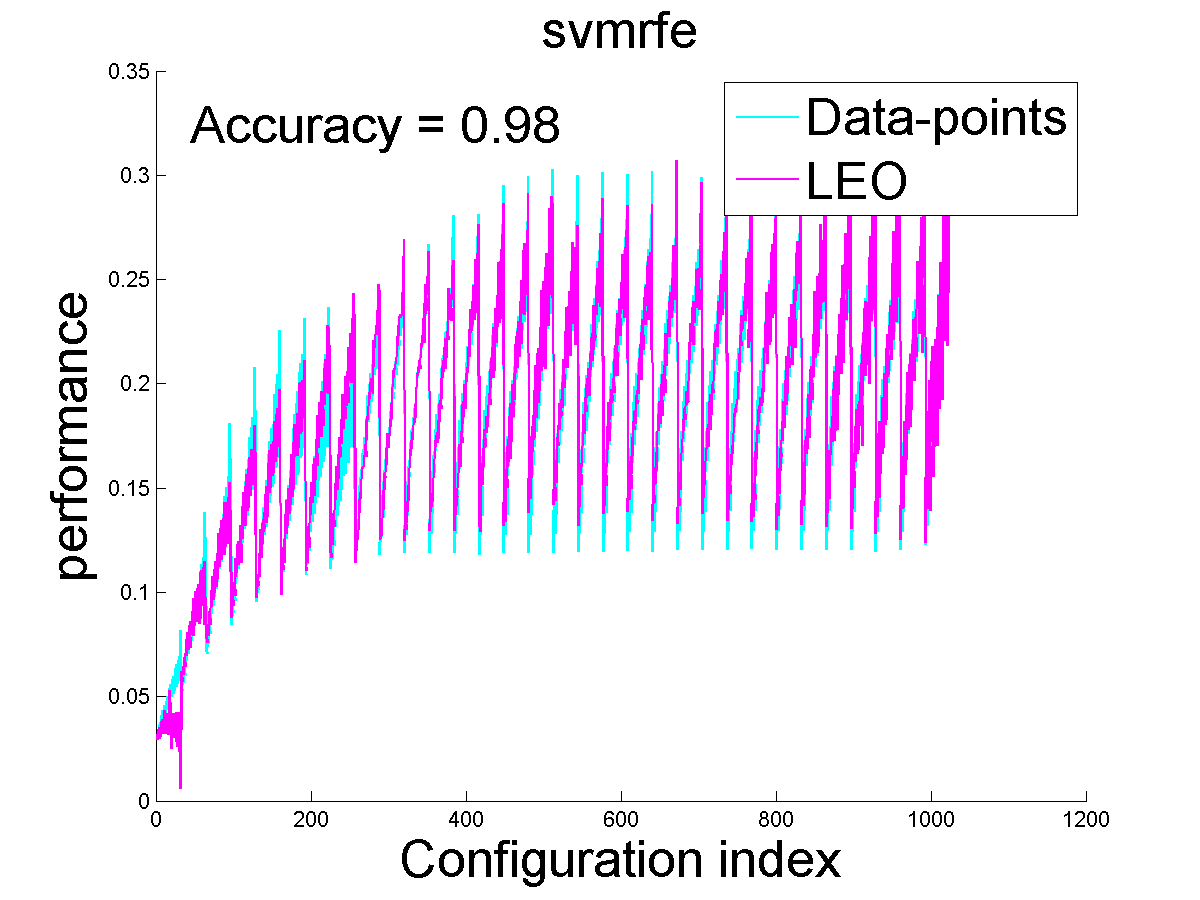 svmrfe
Accuracy = 0.98
Data-points
LEO
0.35
0.3
0.25
0.2
0.15
0.1
0.05
0
performance
0 200 400 600 800 1000 1200
Configuration index